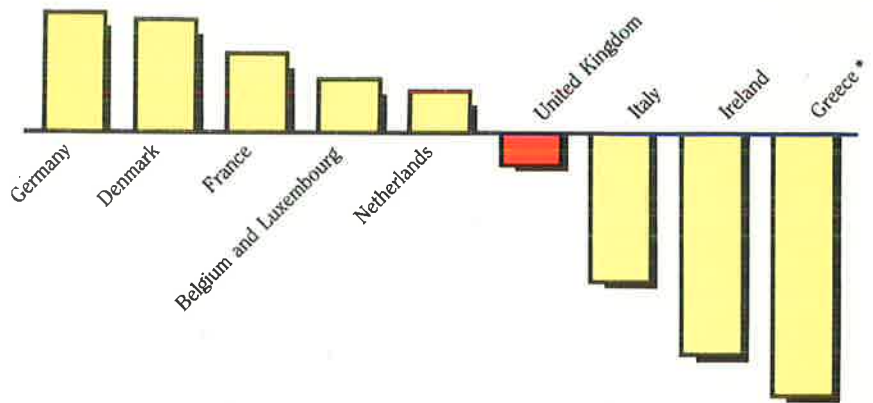 Germany
Denmark
France
Belgium and Luxembourg
Netherlands
United Kingdom
Italy
Ireland
Greece *